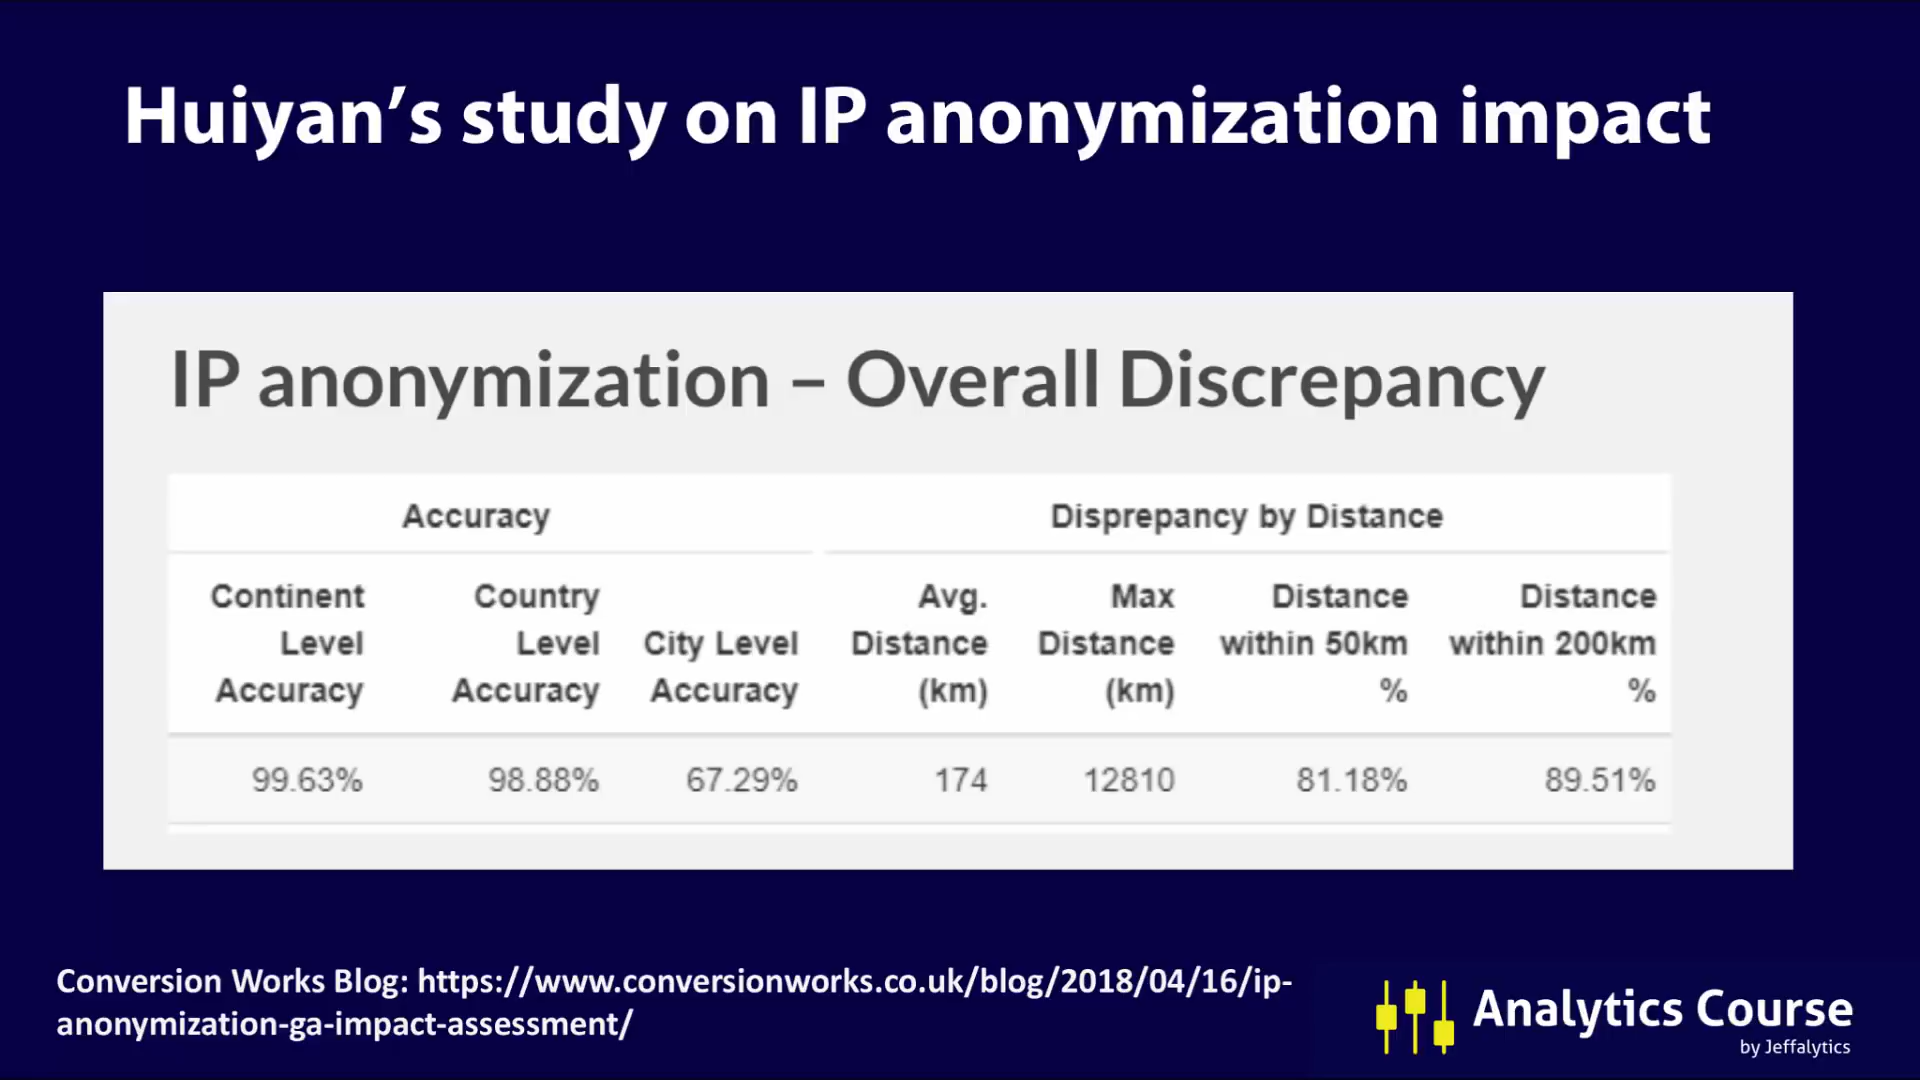 Huiyan’s study on IP anonymization impact
IP anonymization – Overall Discrepancy
Accuracy Disprepancy by Distance
Continent Level Accuracy Country Level Accuracy City Level Accuracy Avg. Distance (km) Max Distance (km) Distance within 50km % Distance within 200km %
99.63% 98.88% 67.29% 174 12810 81.18% 89.51%
Conversion Works Blog: https://www.conversionworks.co.uk/blog/2018/04/16/ip-
anonymization-ga-impact-assessment/
Analytics Course
by Jeffalytics